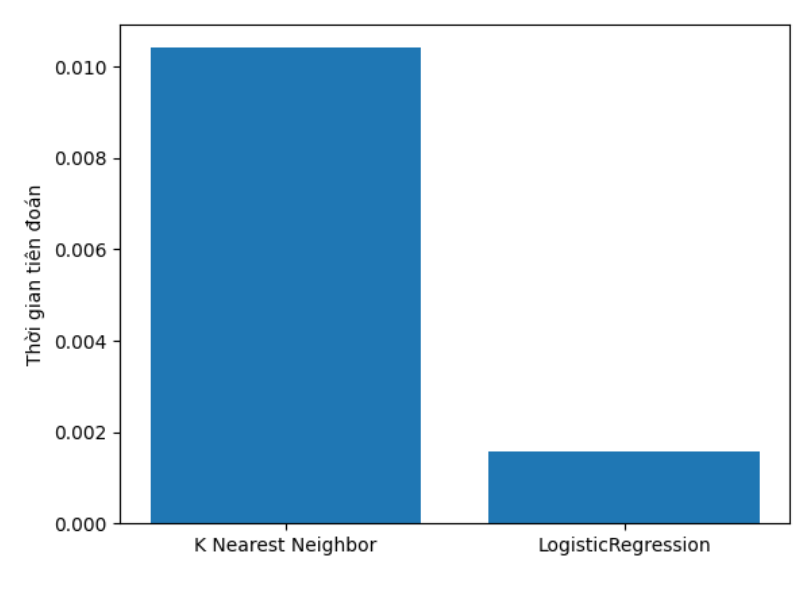 0.010
0.008
0.006
0.004
0.002
0.000
Thời gian tiên đoán
K Nearest Neighbor
LogisticRegression